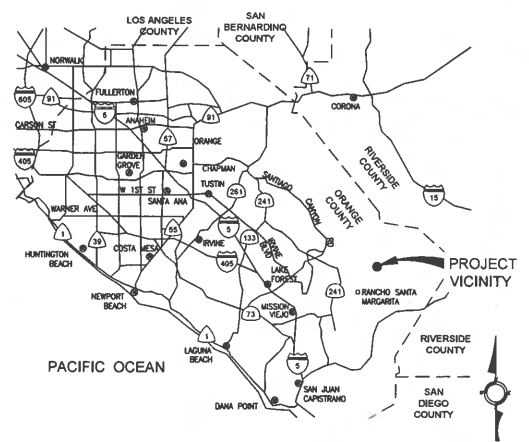 LOS ANGELES
COUNTY
SAN
BERNARDINO
COUNTY
NORWALK
71
605
91
FULLERTON
5
91
CORONA
CARSON ST
ANAHEIM
57
ORANGE
405
GARDEN
GROVE
CHAPMAN
SANTIAGO
CANYON
RD
RIVERSIDE
COUNTY
ORANGE
COUNTY
15
W 1ST ST
TUSTIN
SANTA ANA
261
241
WARNER AVE
1
39
55
5
133
IRVINE
BLVD
COSTA MESA
IRVINE
HUNTINGTON
BEACH
405
LAKE
FOREST
PROJECT
VICINITY
NEWPORT
BEACH
MISSION
VIEJO
241
RANCHO SANTA
MARGARITA
73
1
LAGUNA
BEACH
RIVERSIDE
COUNTY
PACIFIC OCEAN
5
SAN JUAN
CAPISTRANO
SAN
DIEGO
COUNTY
DANA POINT